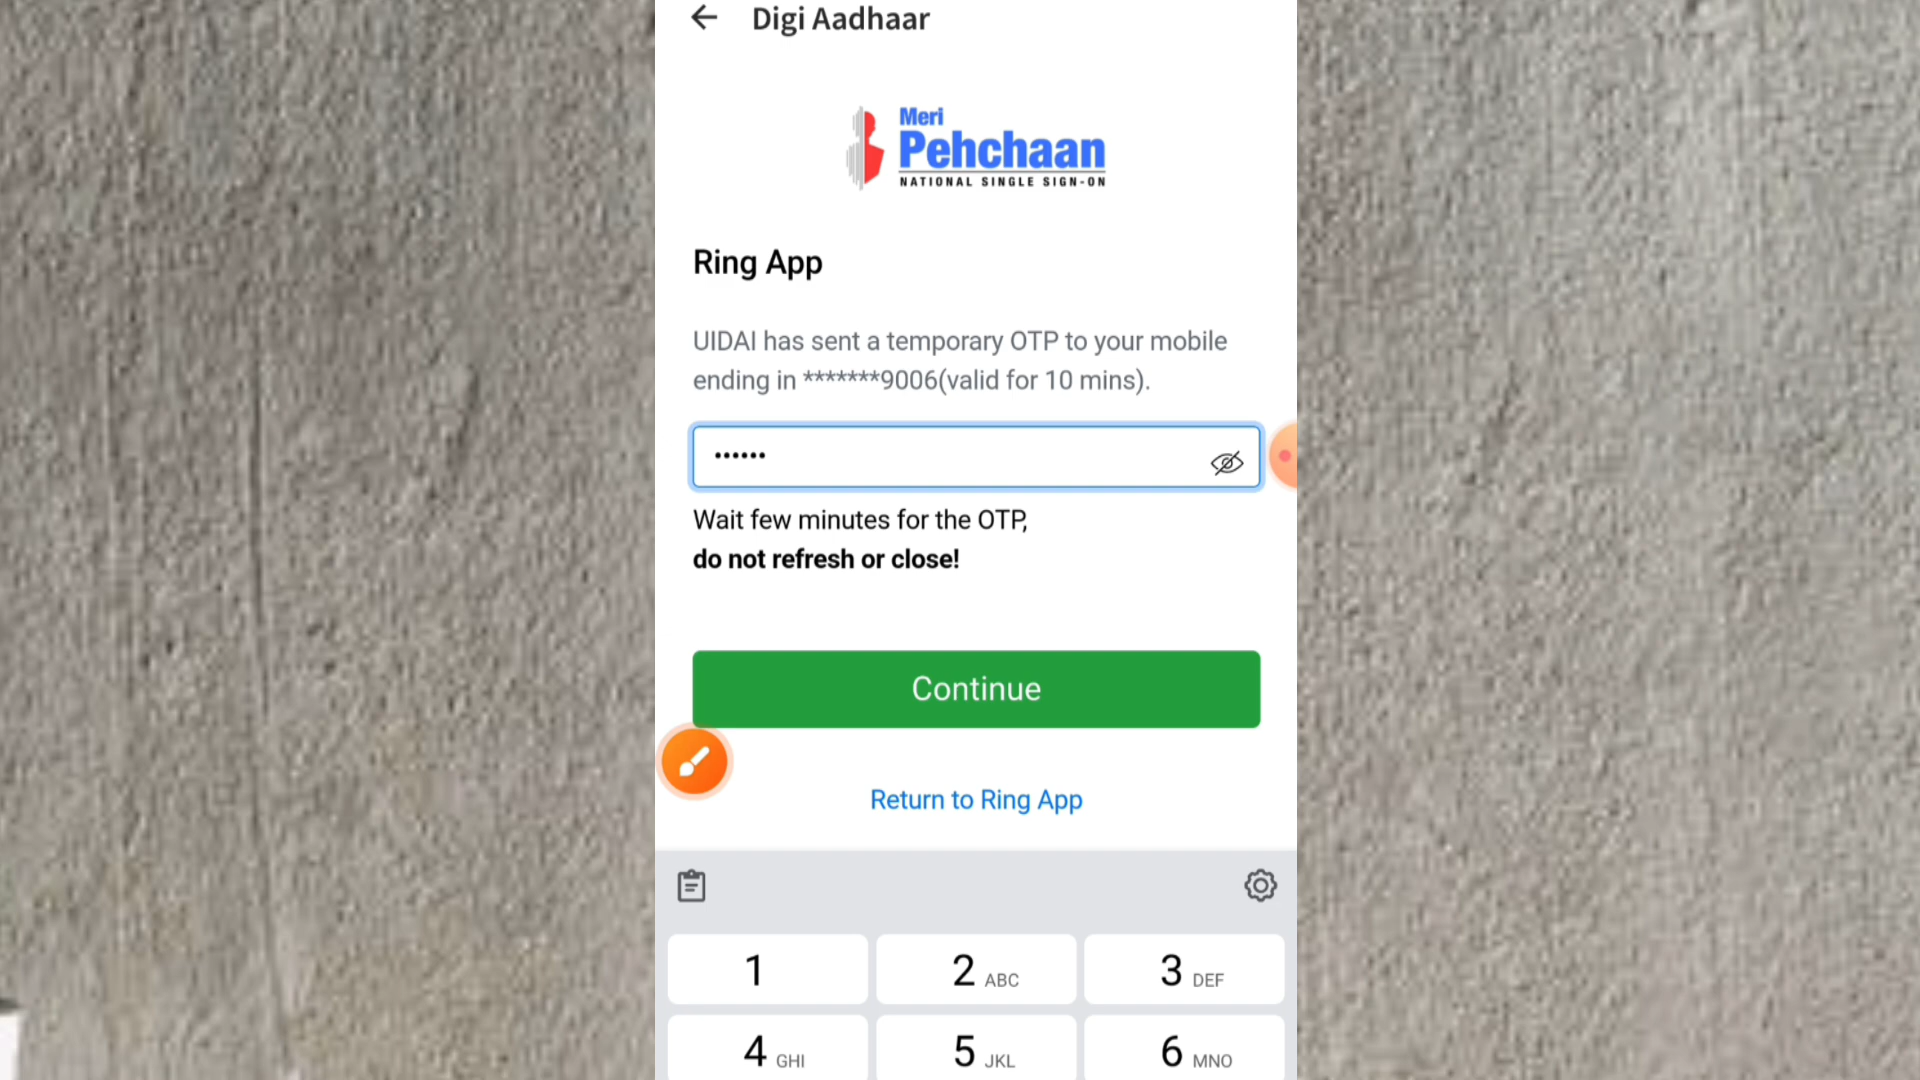 Digi Aadhaar
Meri
Pehchaan
NATIONAL SINGLE SIGN-ON
Ring App
UIDAI has sent a temporary OTP to your mobile
ending in *******9006(valid for 10 mins).
••••••
Wait few minutes for the OTP,
do not refresh or close!
Continue
Return to Ring App
1 2 ABC 3 DEF
4 GHI 5 JKL 6 MNO